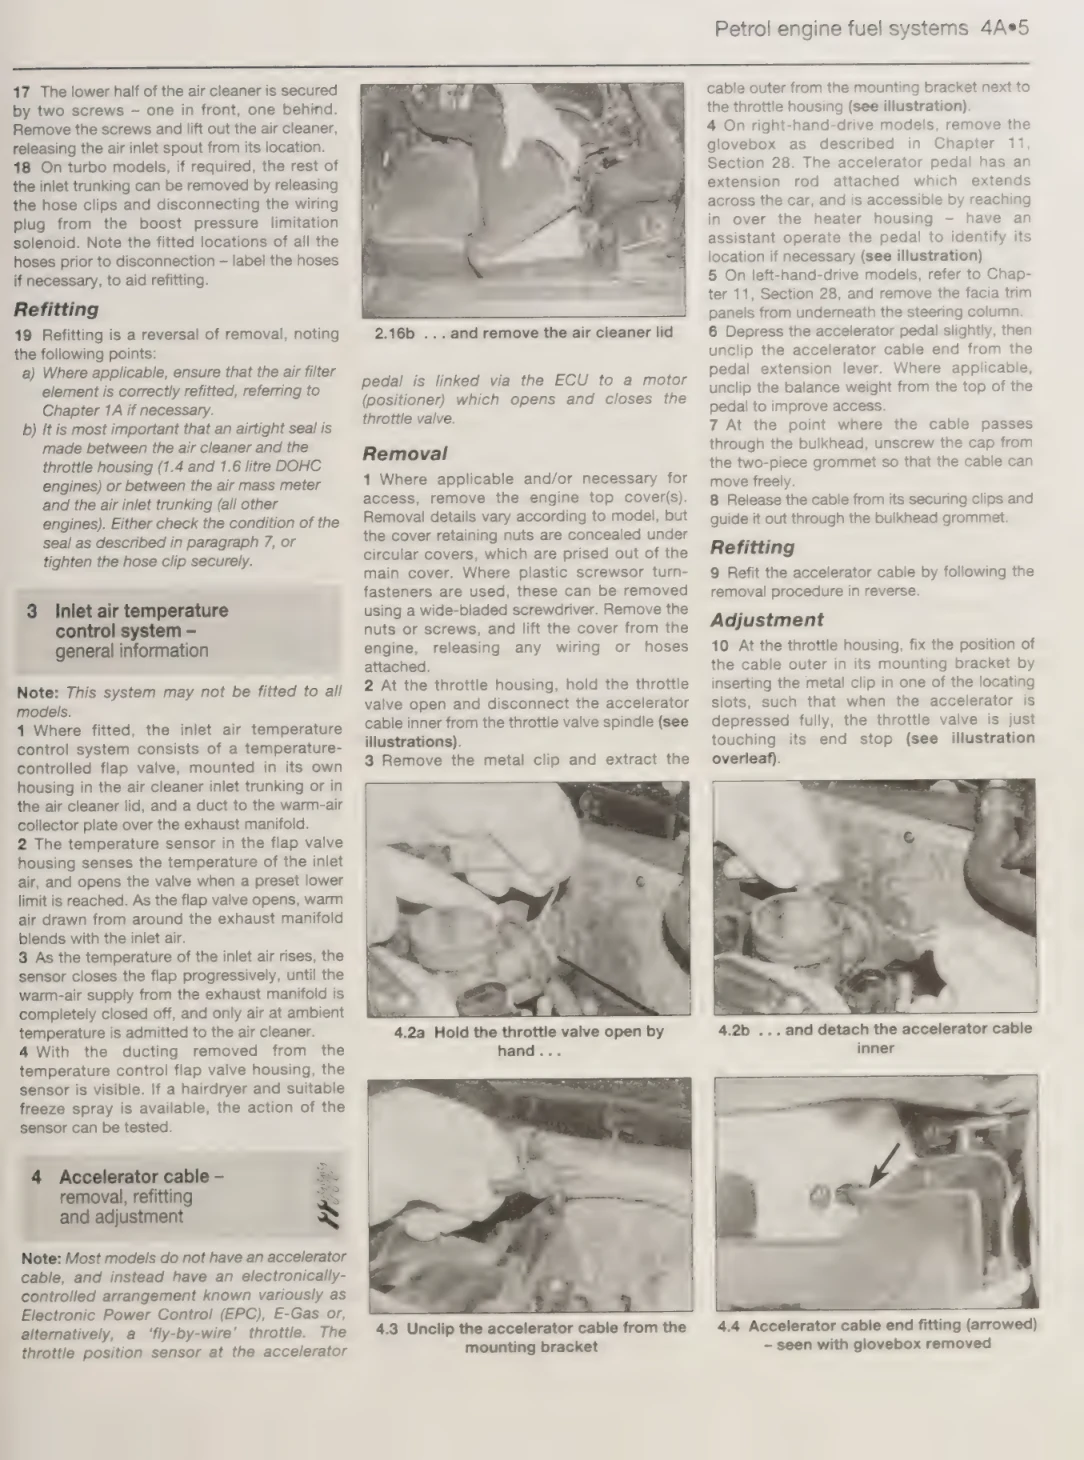 Petrol engine fuel systems 4A•5
17 The lower half of the air cleaner is secured
by two screws – one in front, one behind.
Remove the screws and lift out the air cleaner,
releasing the air inlet spout from its location.
18 On turbo models, if required, the rest of
the inlet trunking can be removed by releasing
the hose clips and disconnecting the wiring
plug from the boost pressure limitation
solenoid. Note the fitted locations of all the
hoses prior to disconnection – label the hoses
if necessary, to aid refitting.
Refitting
19 Refitting is a reversal of removal, noting
the following points:
a) Where applicable, ensure that the air filter
element is correctly refitted, referring to
Chapter 1A if necessary.
b) It is most important that an airtight seal is
made between the air cleaner and the
throttle housing (1.4 and 1.6 litre DOHC
engines) or between the air mass meter
and the air inlet trunking (all other
engines). Either check the condition of the
seal as described in paragraph 7, or
tighten the hose clip securely.
3 Inlet air temperature
control system –
general information
Note: This system may not be fitted to all
models.
1 Where fitted, the inlet air temperature
control system consists of a temperature-
controlled flap valve, mounted in its own
housing in the air cleaner inlet trunking or in
the air cleaner lid, and a duct to the warm-air
collector plate over the exhaust manifold.
2 The temperature sensor in the flap valve
housing senses the temperature of the inlet
air, and opens the valve when a preset lower
limit is reached. As the flap valve opens, warm
air drawn from around the exhaust manifold
blends with the inlet air.
3 As the temperature of the inlet air rises, the
sensor closes the flap progressively, until the
warm-air supply from the exhaust manifold is
completely closed off, and only air at ambient
temperature is admitted to the air cleaner.
4 With the ducting removed from the
temperature control flap valve housing, the
sensor is visible. If a hairdryer and suitable
freeze spray is available, the action of the
sensor can be tested.
4 Accelerator cable –
removal, refitting
and adjustment
Note: Most models do not have an accelerator
cable, and instead have an electronically-
controlled arrangement known variously as
Electronic Power Control (EPC), E-Gas or,
alternatively, a ‘fly-by-wire’ throttle. The
throttle position sensor at the accelerator
2.16b . . . and remove the air cleaner lid
pedal is linked via the ECU to a motor
(positioner) which opens and closes the
throttle valve.
Removal
1 Where applicable and/or necessary for
access, remove the engine top cover(s).
Removal details vary according to model, but
the cover retaining nuts are concealed under
circular covers, which are prised out of the
main cover. Where plastic screwsor turn-
fasteners are used, these can be removed
using a wide-bladed screwdriver. Remove the
nuts or screws, and lift the cover from the
engine, releasing any wiring or hoses
attached.
2 At the throttle housing, hold the throttle
valve open and disconnect the accelerator
cable inner from the throttle valve spindle (see
illustrations).
3 Remove the metal clip and extract the
cable outer from the mounting bracket next to
the throttle housing (see illustration).
4 On right-hand-drive models, remove the
glovebox as described in Chapter 11,
Section 28. The accelerator pedal has an
extension rod attached which extends
across the car, and is accessible by reaching
in over the heater housing – have an
assistant operate the pedal to identify its
location if necessary (see illustration)
5 On left-hand-drive models, refer to Chap-
ter 11, Section 28, and remove the facia trim
panels from underneath the steering column.
6 Depress the accelerator pedal slightly, then
unclip the accelerator cable end from the
pedal extension lever. Where applicable,
unclip the balance weight from the top of the
pedal to improve access.
7 At the point where the cable passes
through the bulkhead, unscrew the cap from
the two-piece grommet so that the cable can
move freely.
8 Release the cable from its securing clips and
guide it out through the bulkhead grommet.
Refitting
9 Refit the accelerator cable by following the
removal procedure in reverse.
Adjustment
10 At the throttle housing, fix the position of
the cable outer in its mounting bracket by
inserting the metal clip in one of the locating
slots, such that when the accelerator is
depressed fully, the throttle valve is just
touching its end stop (see illustration
overleaf).
4.2a Hold the throttle valve open by
hand . . .
4.2b . . . and detach the accelerator cable
inner
4.3 Unclip the accelerator cable from the
mounting bracket
4.4 Accelerator cable end fitting (arrowed)
– seen with glovebox removed